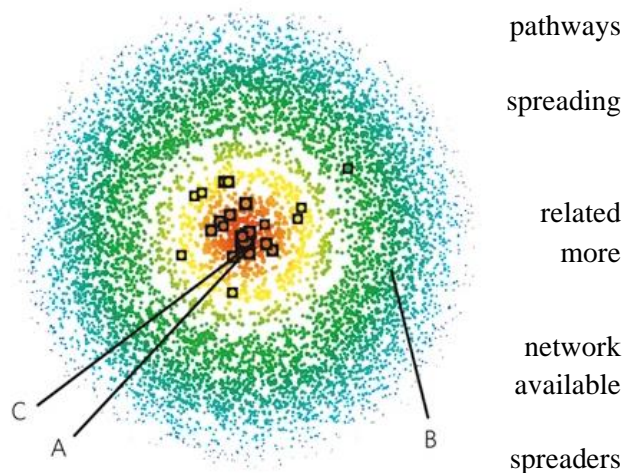 pathways
spreading
related
more
network
available
spreaders
C
A
B